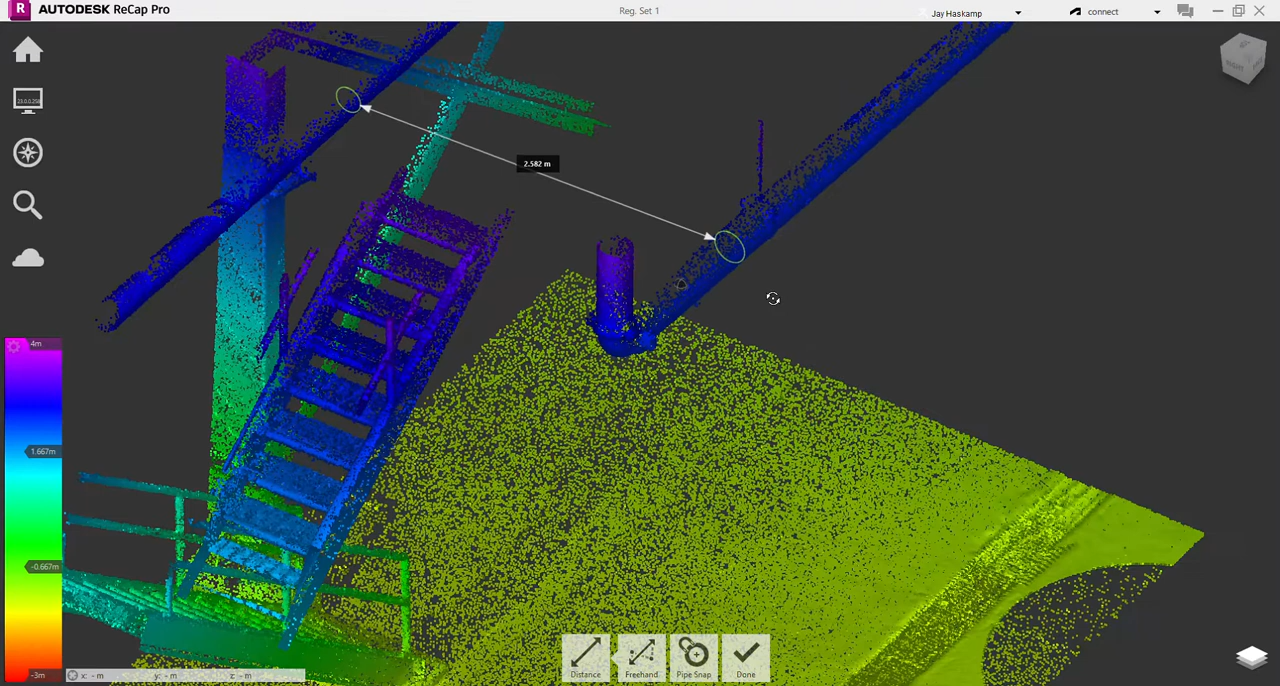 R AUTODESK ReCap Pro
Reg. Set 1
Jay Haskamp
connect
2.582 m
4m
1.667m
-0.667m
-3m
x: - m y: - m z: - m
Distance
Freehand
Pipe Snap
Done